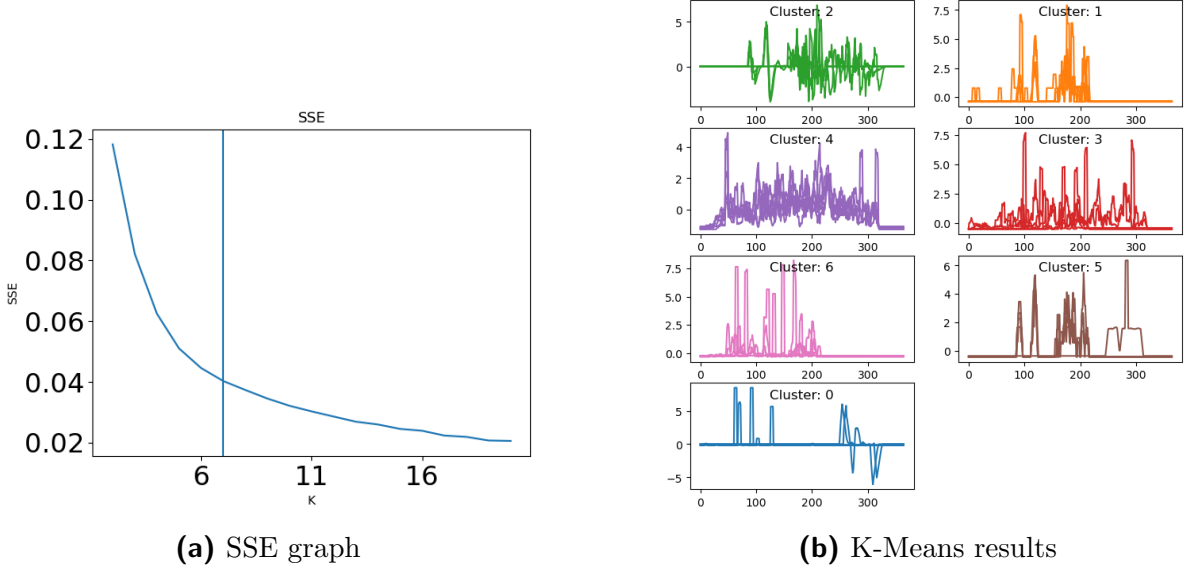 SSE
0.12
0.10
0.08
0.06
0.04
0.02
SSE
6 11 16
K
(a) SSE graph
Cluster: 2
5
0
0 100 200 300
Cluster: 1
7.5
5.0
2.5
0.0
0 100 200 300
Cluster: 4
4
2
0
0 100 200 300
Cluster: 3
7.5
5.0
2.5
0.0
0 100 200 300
Cluster: 6
7.5
5.0
2.5
0.0
0 100 200 300
Cluster: 5
6
4
2
0
0 100 200 300
Cluster: 0
5
0
−5
0 100 200 300
(b) K-Means results